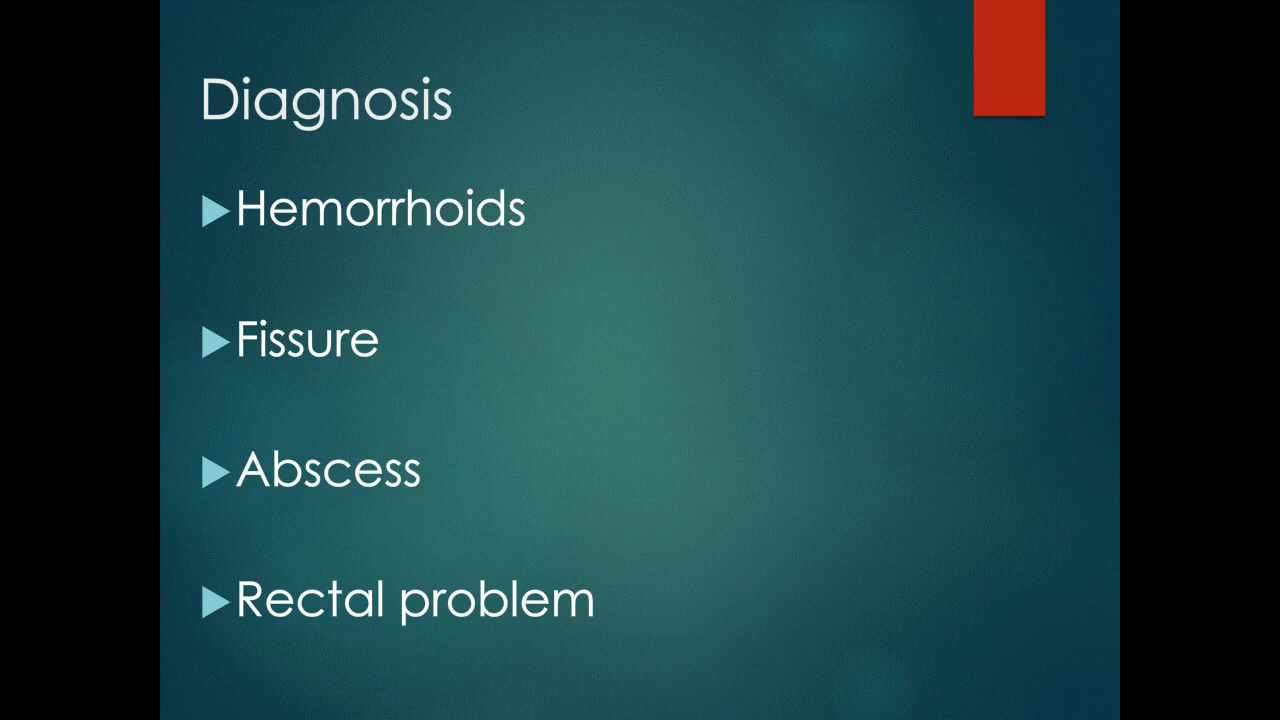 Diagnosis
Hemorrhoids
Fissure
Abscess
Rectal problem